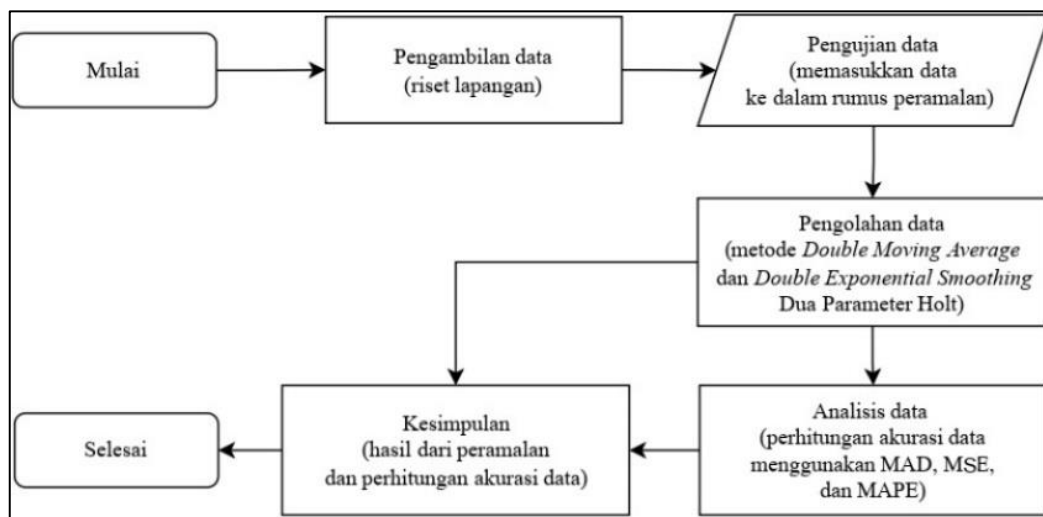 Mulai
Pengambilan data
(riset lapangan)
Pengujian data
(memasukkan data
ke dalam rumus peramalan)
Pengolahan data
(metode Double Moving Average
dan Double Exponential Smoothing
Dua Parameter Holt)
Analisis data
(perhitungan akurasi data
menggunakan MAD, MSE,
dan MAPE)
Kesimpulan
(hasil dari peramalan
dan perhitungan akurasi data)
Selesai